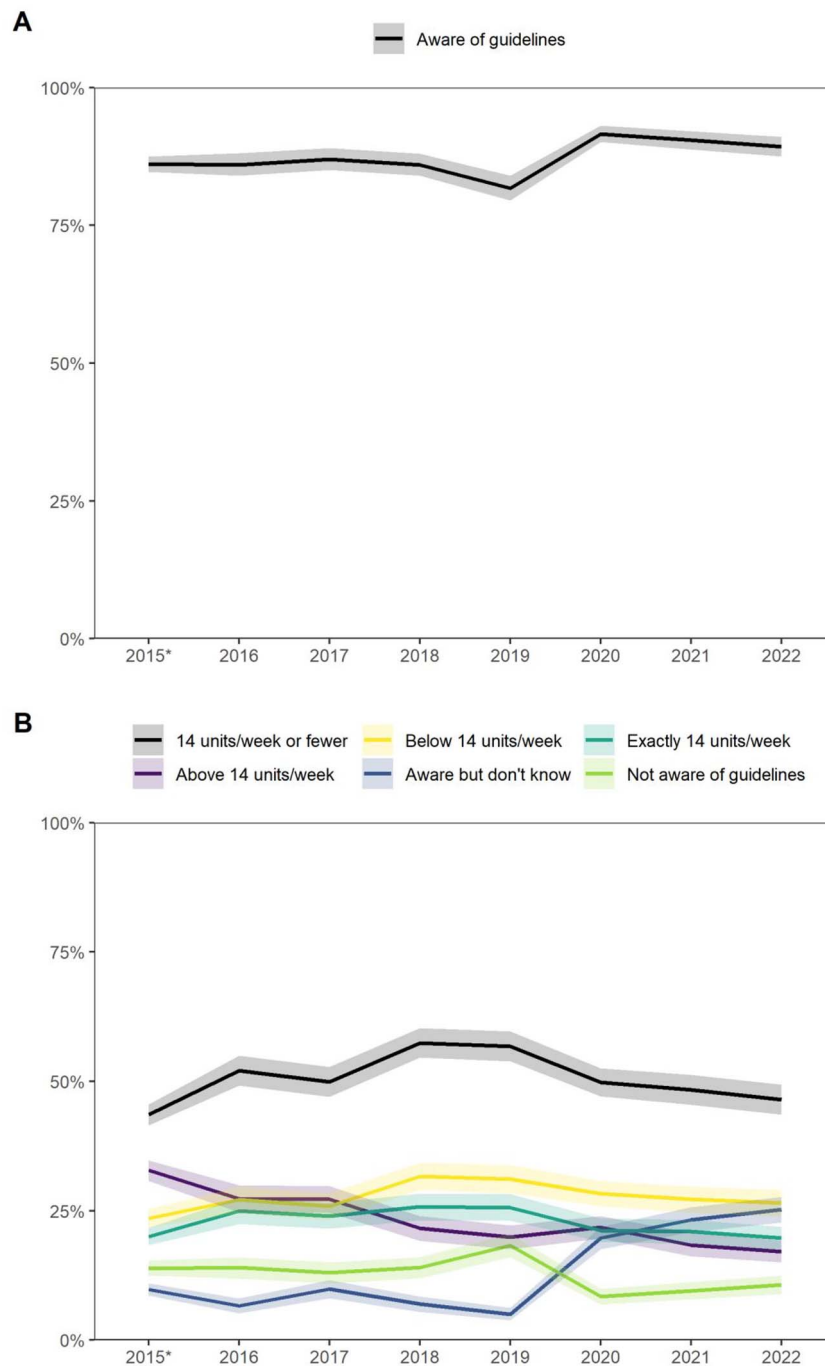 A
Aware of guidelines
100%
75%
50%
25%
0%
2015* 2016 2017 2018 2019 2020 2021 2022
B
14 units/week or fewer Below 14 units/week Exactly 14 units/week
Above 14 units/week Aware but don't know Not aware of guidelines
100%
75%
50%
25%
0%
2015* 2016 2017 2018 2019 2020 2021 2022